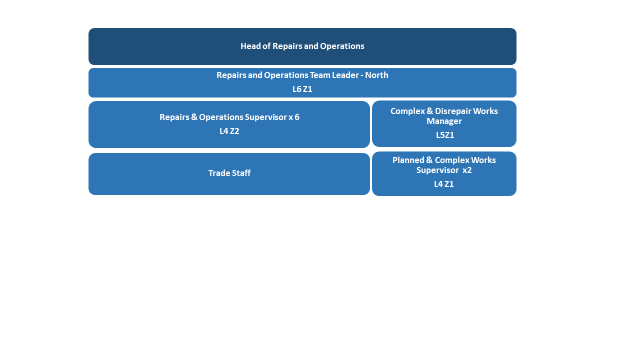 Head of Repairs and Operations
Repairs and Operations Team Leader - North
L6 Z1
Repairs & Operations Supervisor x 6
L4 Z2
Complex & Disrepair Works
Manager
L5Z1
Trade Staff
Planned & Complex Works
Supervisor  x2
L4 Z1